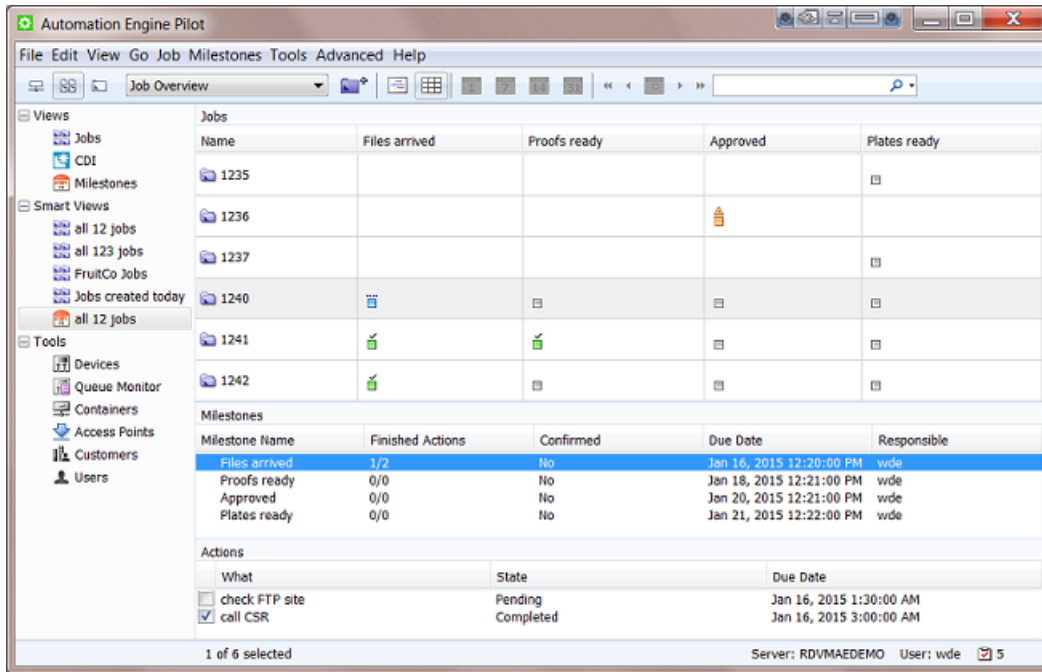 Automation Engine Pilot
File Edit View Go Job Milestones Tools Advanced Help
Job Overview 1 7 14 31
Views
Jobs
CDI
Milestones
Smart Views
all 12 jobs
all 123 jobs
FruitCo Jobs
Jobs created today
all 12 jobs
Tools
Devices
Queue Monitor
Containers
Access Points
Customers
Users
Jobs
Name Files arrived Proofs ready Approved Plates ready
1235
1236
1237
1240
1241
1242
Milestones
Milestone Name Finished Actions Confirmed Due Date Responsible
Files arrived 1/2 No Jan 16, 2015 12:20:00 PM wde
Proofs ready 0/0 No Jan 18, 2015 12:21:00 PM wde
Approved 0/0 No Jan 20, 2015 12:21:00 PM wde
Plates ready 0/0 No Jan 21, 2015 12:22:00 PM wde
Actions
What State Due Date
check FTP site Pending Jan 16, 2015 1:30:00 AM
call CSR Completed Jan 16, 2015 3:00:00 AM
1 of 6 selected Server: RDVMAEDEMO User: wde 5